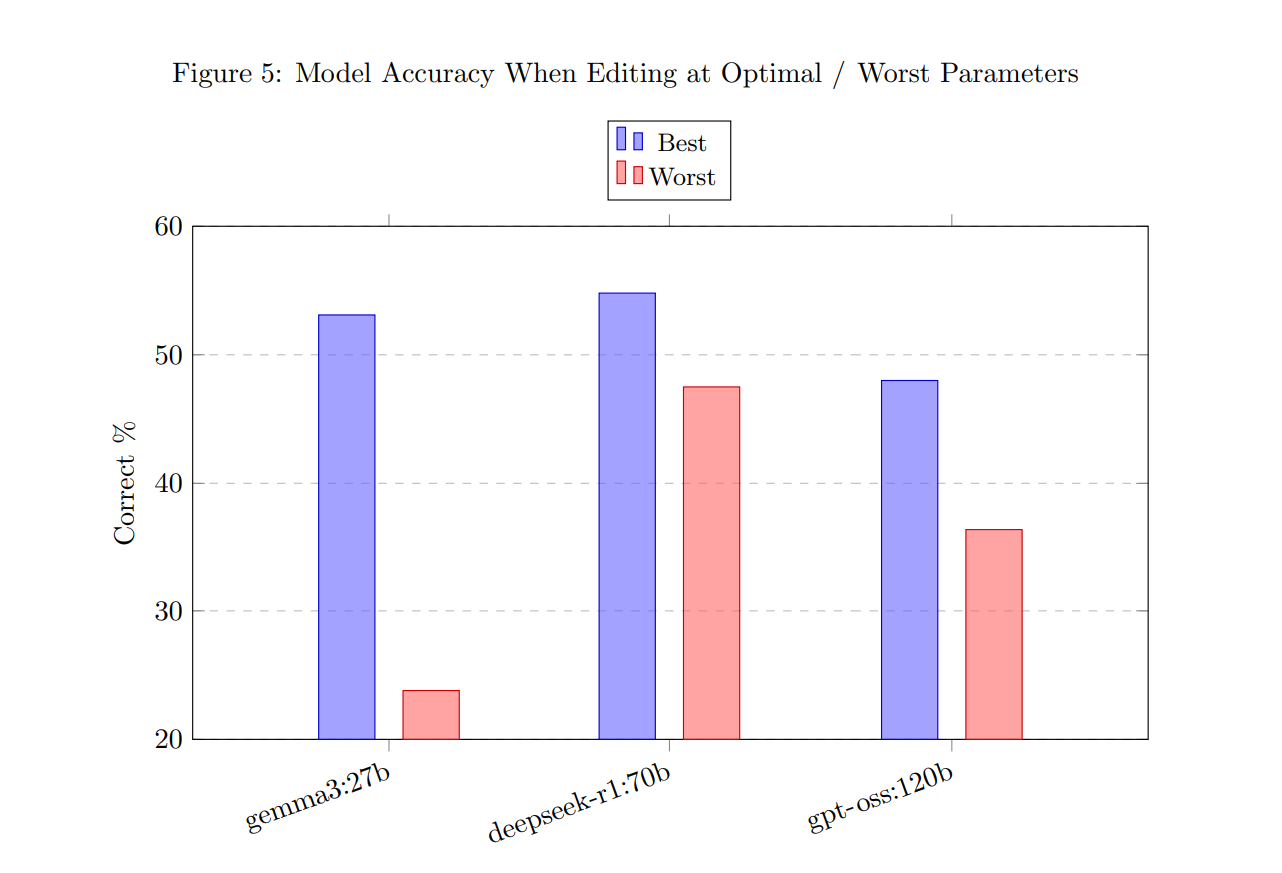 Figure 5: Model Accuracy When Editing at Optimal / Worst Parameters
Best
Worst
60
50
40
30
20
Correct %
gemma3:27b
deepseek-r1:70b
gpt-oss:120b